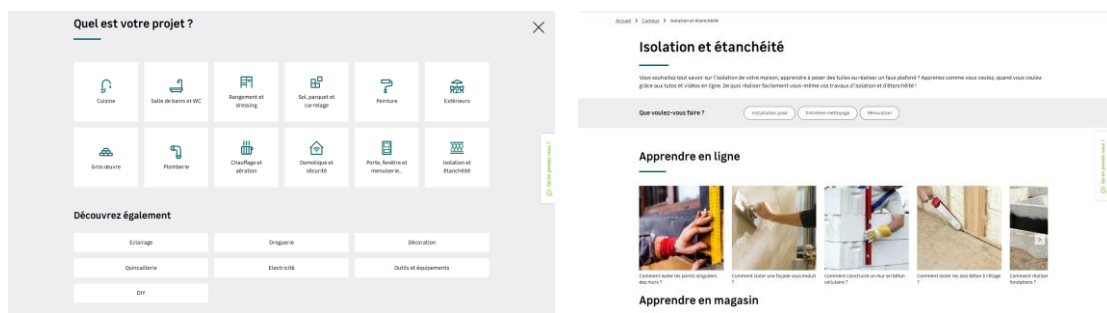 Quel est votre projet ?
Cuisine
Salle de bains et WC
Rangement et
dressing
Sol, parquet et
carrelage
Peinture
Extérieurs
Gros œuvre
Plomberie
Chauffage et
aération
Domotique et
sécurité
Porte, fenêtre et
menuiserie...
Isolation et
étanchéité
Découvrez également
Eclairage
Droguerie
Décoration
Quincaillerie
Electricité
Outils et équipements
DIY
Accueil > Campus > Isolation et étanchéité
Isolation et étanchéité
Vous souhaitez tout savoir sur l'isolation de votre maison, apprendre à poser des tuiles ou réaliser un faux plafond ? Apprenez comme vous voulez, quand vous voulez
grâce aux tutos et vidéos en ligne. De quoi réaliser facilement vous-même vos travaux d'isolation et d'étanchéité !
Que voulez-vous faire ?
Installation pose
Entretien-nettoyage
Rénovation
Apprendre en ligne
Comment isoler les points singuliers
des murs ?
Comment isoler une façade sous enduit
?
Comment construire un mur en béton
cellulaire ?
Comment isoler les sols béton à l'étage
?
Comment réaliser
fondations ?
Apprendre en magasin